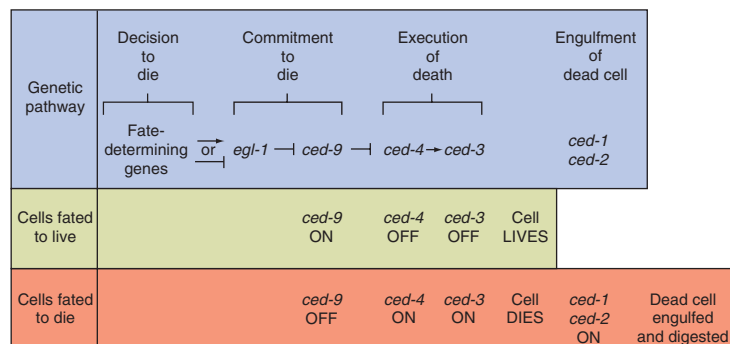 Decision
to
die
Commitment
to
die
Execution
of
death
Engulfment
of
dead cell
Genetic
pathway
Fate-
determining
genes
or
egl-1
ced-9
ced-4
ced-3
ced-1
ced-2
Cells fated
to live
ced-9
ON
ced-4
OFF
ced-3
OFF
Cell
LIVES
Cells fated
to die
ced-9
OFF
ced-4
ON
ced-3
ON
Cell
DIES
ced-1
ced-2
ON
Dead cell
engulfed
and digested